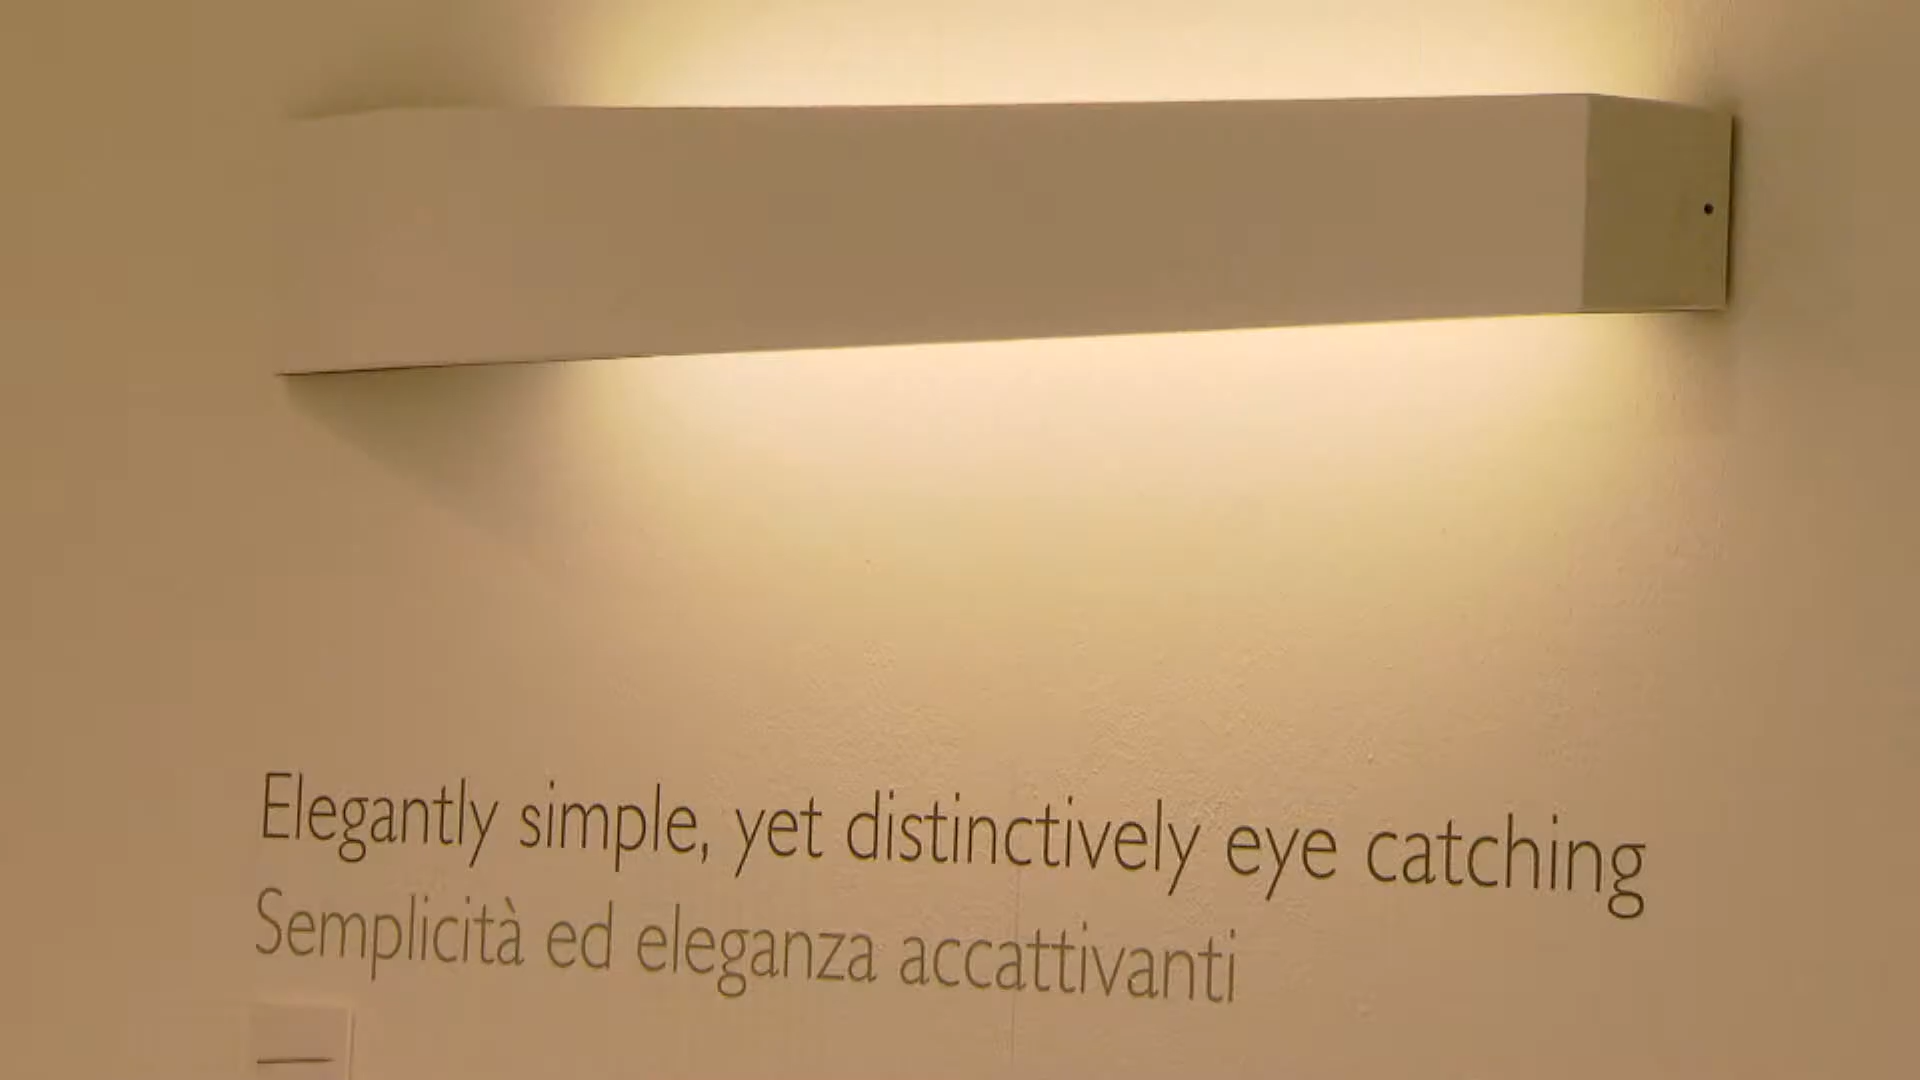 Elegantly simple, yet distinctively eye catching
Semplicità ed eleganza accattivanti